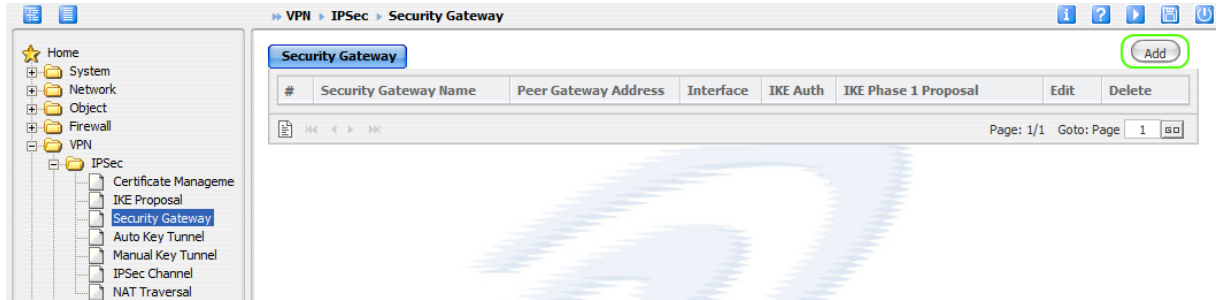 VPN IPSec Security Gateway
Home
System
Network
Object
Firewall
VPN
IPSec
Certificate Manageme
IKE Proposal
Security Gateway
Auto Key Tunnel
Manual Key Tunnel
IPSec Channel
NAT Traversal
Security Gateway Add
# Security Gateway Name Peer Gateway Address Interface IKE Auth IKE Phase 1 Proposal Edit Delete
Page: 1/1 Goto: Page 1 GO